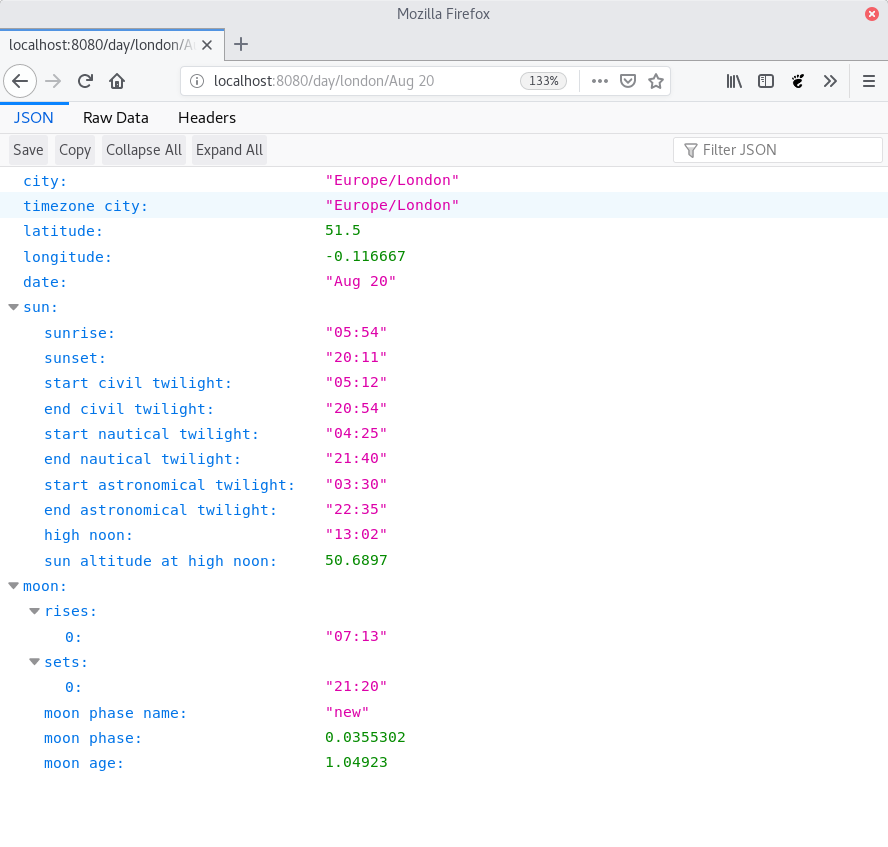 Mozilla Firefox
localhost:8080/day/london/A
localhost:8080/day/london/Aug 20 133%
JSON Raw Data Headers
Save Copy Collapse All Expand All Filter JSON
city: "Europe/London"
timezone city: "Europe/London"
latitude: 51.5
longitude: -0.116667
date: "Aug 20"
sun:
sunrise: "05:54"
sunset: "20:11"
start civil twilight: "05:12"
end civil twilight: "20:54"
start nautical twilight: "04:25"
end nautical twilight: "21:40"
start astronomical twilight: "03:30"
end astronomical twilight: "22:35"
high noon: "13:02"
sun altitude at high noon: 50.6897
moon:
rises:
0: "07:13"
sets:
0: "21:20"
moon phase name: "new"
moon phase: 0.0355302
moon age: 1.04923